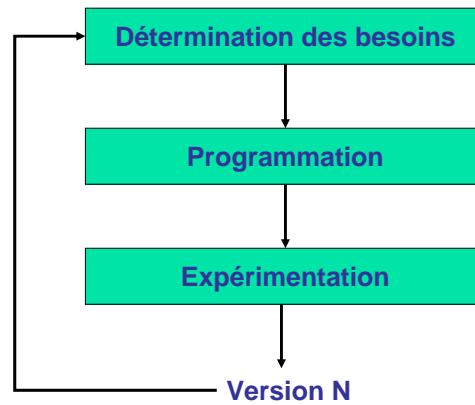 Détermination des besoins
Programmation
Expérimentation
Version N